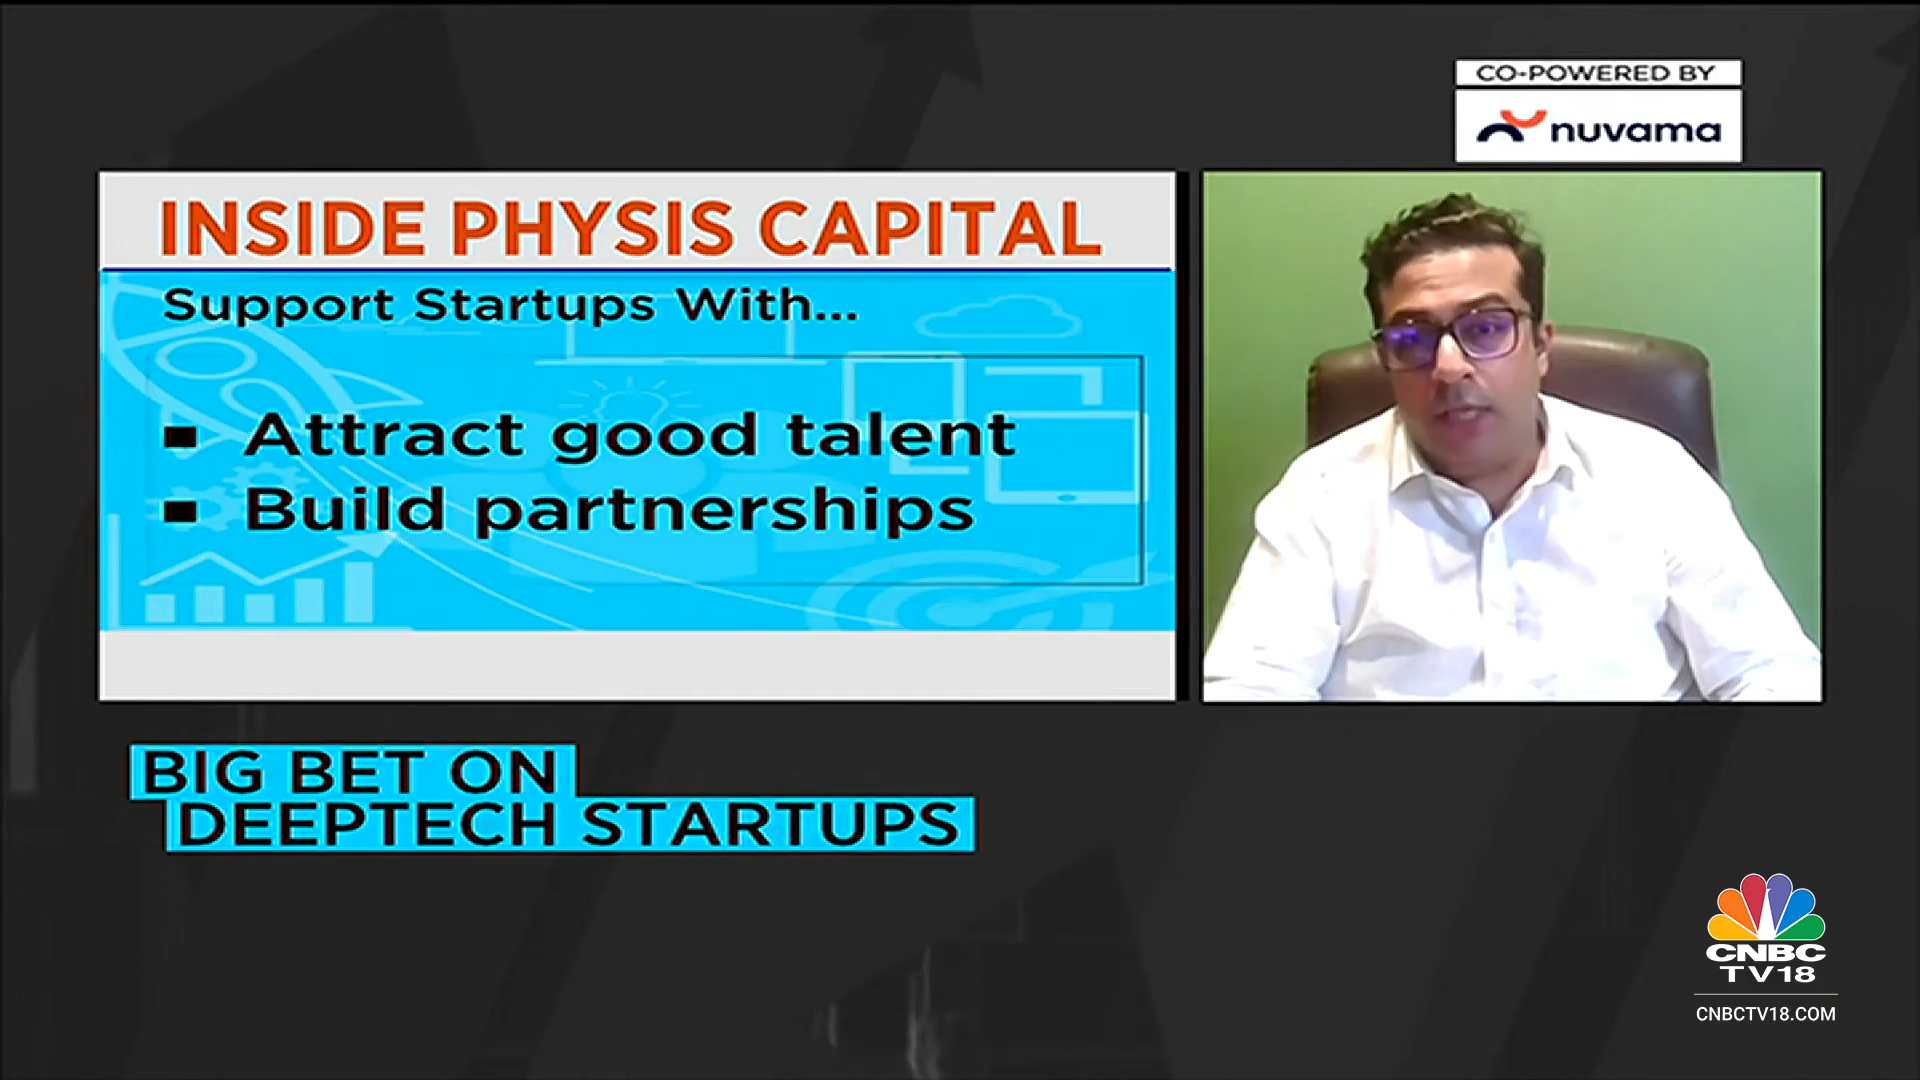 CO-POWERED BY
nuvama
INSIDE PHYSIS CAPITAL
Support Startups With...
▪ Attract good talent
▪ Build partnerships
BIG BET ON
DEEPTECH STARTUPS
CNBC
TV18
CNBCTV18.COM